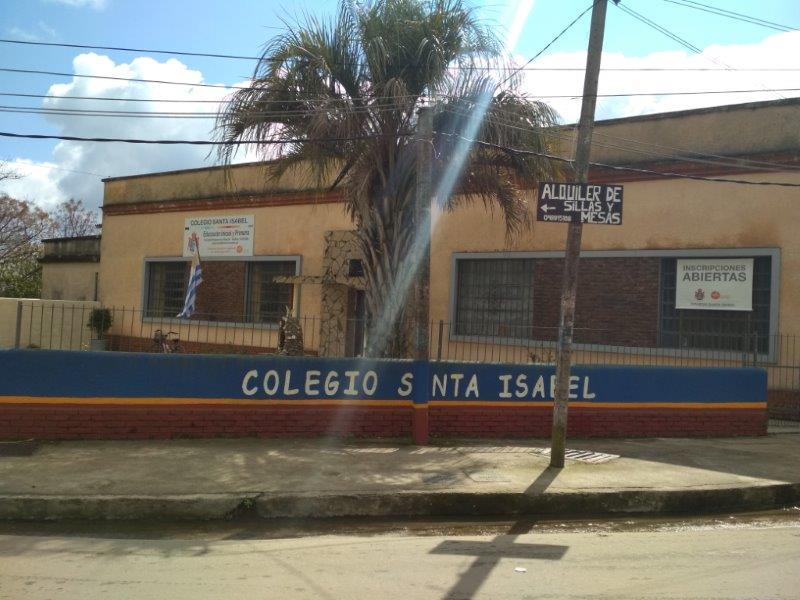 COLEGIO SANTA ISABEL
Educación Inicial y Primaria
ALQUILER DE
SILLAS Y
MESAS
INSCRIPCIONES
ABIERTAS
COLEGIO S NTA ISABEL